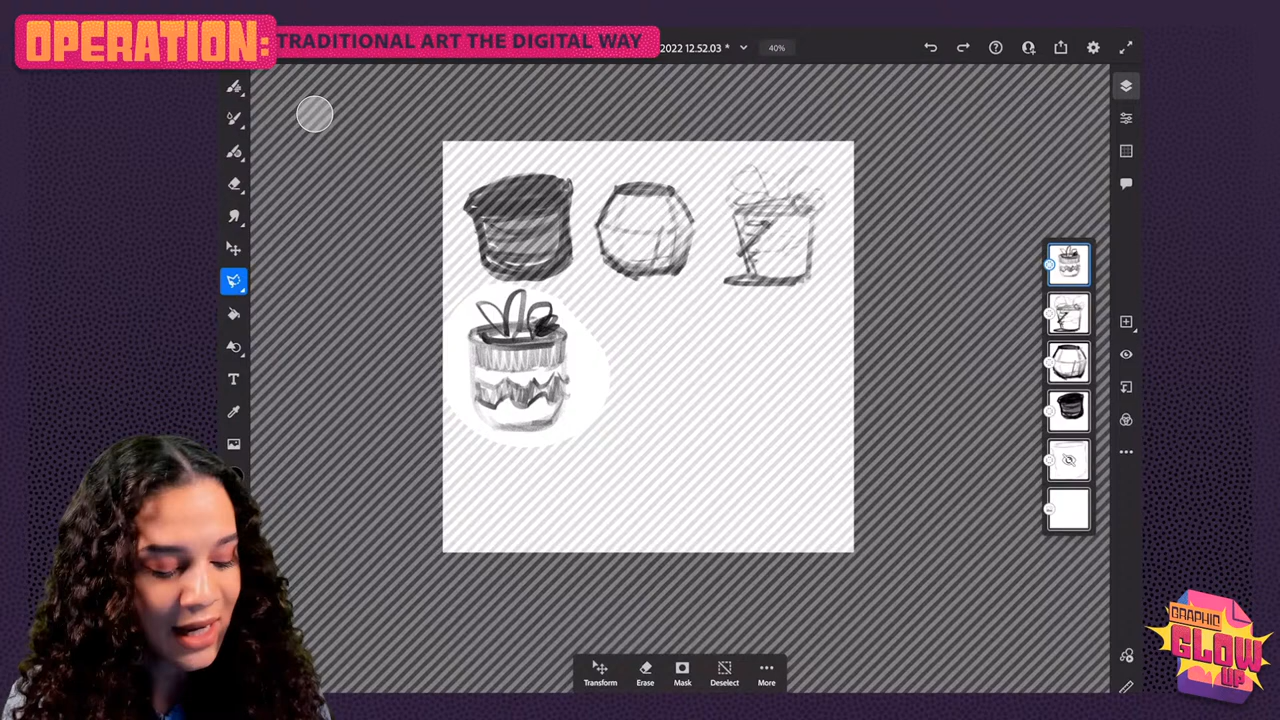 OPERATION:
TRADITIONAL ART THE DIGITAL WAY
2022 12.52.03 *
40%
T
Transform
Erase
Mask
Deselect
More
GRAPHIC
GLOW
UP